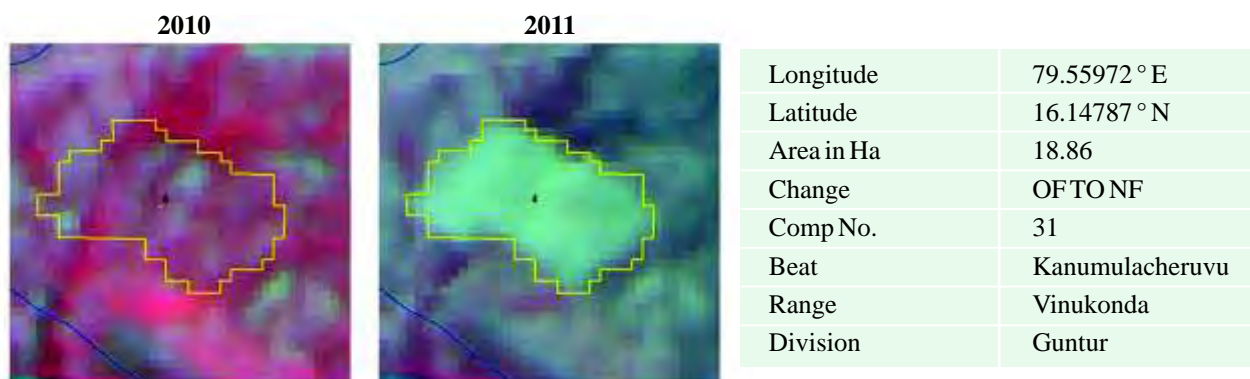 2010 2011
Longitude 79.55972 ° E
Latitude 16.14787 ° N
Area in Ha 18.86
Change OF TO NF
Comp No. 31
Beat Kanumulacheruvu
Range Vinukonda
Division Guntur